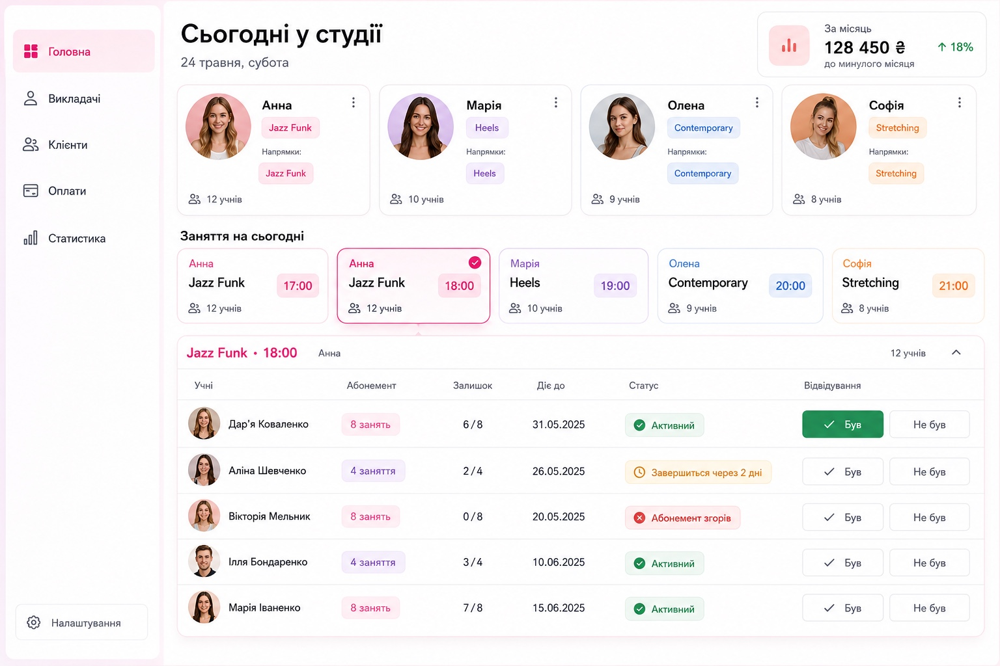 Головна
Викладачі
Клієнти
Оплати
Статистика
Налаштування
Сьогодні у студії
24 травня, субота
За місяць
128 450 ₴
↑ 18%
до минулого місяця
Анна
Jazz Funk
Напрямки:
Jazz Funk
12 учнів
Марія
Heels
Напрямки:
Heels
10 учнів
Олена
Contemporary
Напрямки:
Contemporary
9 учнів
Софія
Stretching
Напрямки:
Stretching
8 учнів
Заняття на сьогодні
Анна
Jazz Funk
17:00
12 учнів
Анна
Jazz Funk
18:00
12 учнів
Марія
Heels
19:00
10 учнів
Олена
Contemporary
20:00
9 учнів
Софія
Stretching
21:00
8 учнів
Jazz Funk • 18:00 Анна 12 учнів
Учні Абонемент Залишок Діє до Статус Відвідування
Дар’я Коваленко 8 занять 6/8 31.05.2025 Активний Був Не був
Аліна Шевченко 4 заняття 2/4 26.05.2025 Завершиться через 2 дні Був Не був
Вікторія Мельник 8 занять 0/8 20.05.2025 Абонемент згорів Був Не був
Ілля Бондаренко 4 заняття 3/4 10.06.2025 Активний Був Не був
Марія Іваненко 8 занять 7/8 15.06.2025 Активний Був Не був